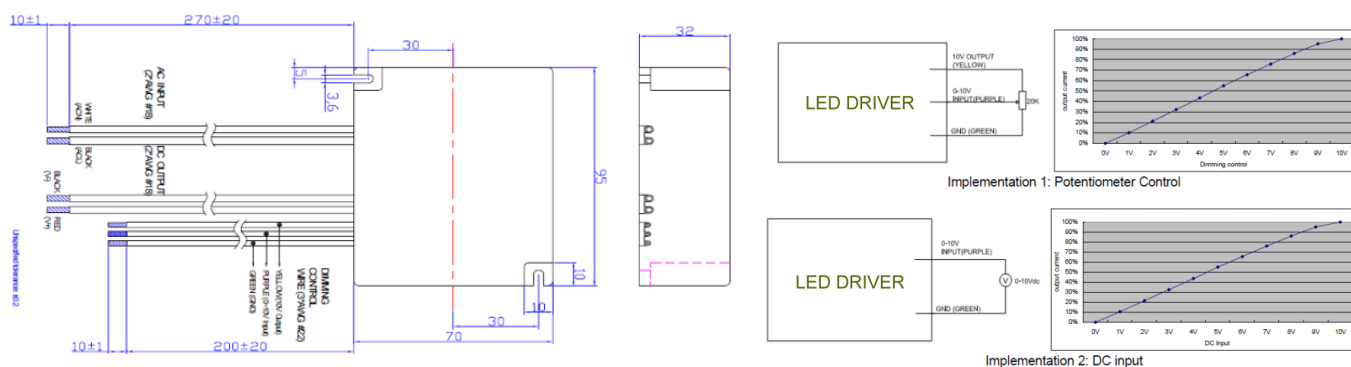 10±1
270±20
30
5
3,6
AC INPUT
(2*AWG #18)
WHITE
(ACN)
BLACK
(ACL)
DC OUTPUT
(2*AWG #18)
BLACK
(V-)
RED
(V+)
DIMMING
CONTROL
WIRE (3*AWG #22)
YELLOW(10V Output)
PURPLE (0-10V Input)
GREEN (GND)
Unspecified tolerance ±0.2
10±1
200±20
95
10
10
30
70
32
LED DRIVER
10V OUTPUT
(YELLOW)
0-10V
INPUT(PURPLE)
20K
GND (GREEN)
output current
100%
90%
80%
70%
60%
50%
40%
30%
20%
10%
0%
0V 1V 2V 3V 4V 5V 6V 7V 8V 9V 10V
Dimming control
Implementation 1: Potentiometer Control
LED DRIVER
0-10V
INPUT(PURPLE)
V
0-10Vdc
GND (GREEN)
output current
100%
90%
80%
70%
60%
50%
40%
30%
20%
10%
0%
0V 1V 2V 3V 4V 5V 6V 7V 8V 9V 10V
DC Input
Implementation 2: DC input